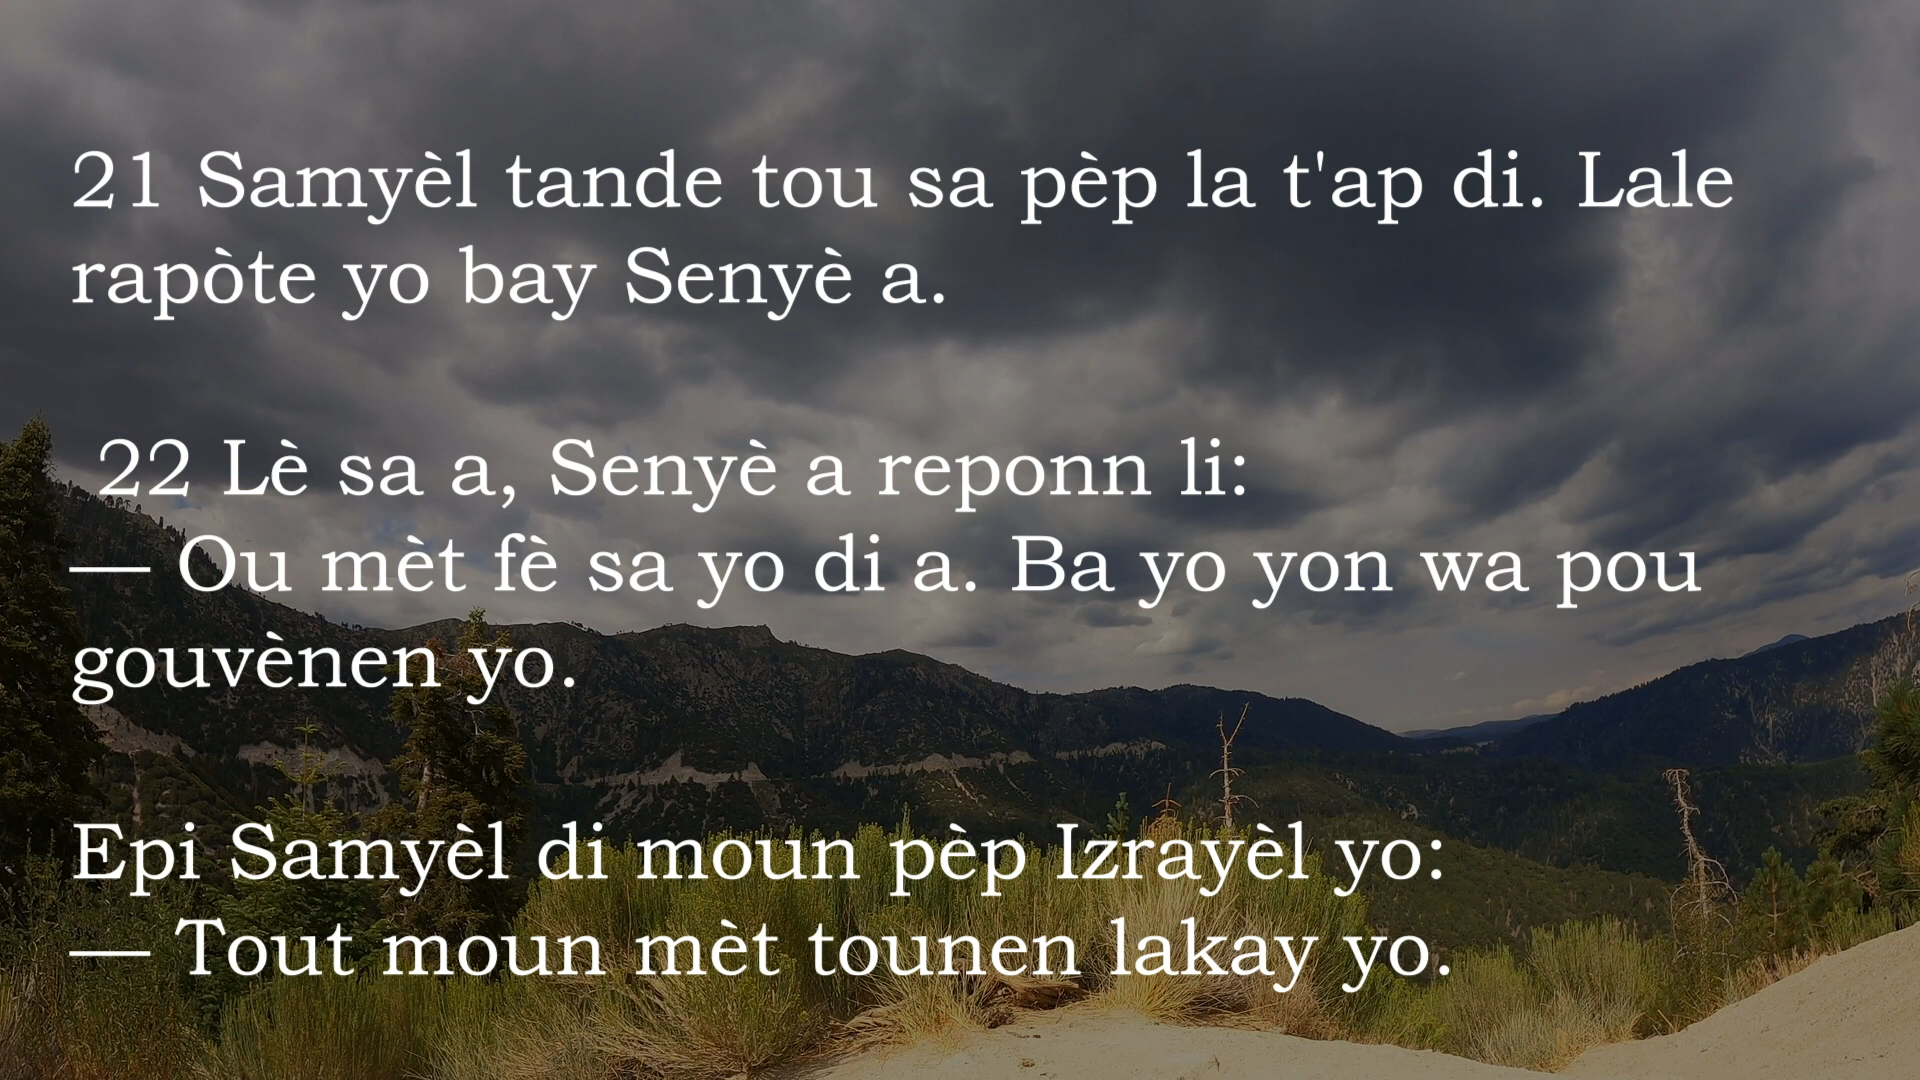 21 Samyèl tande tou sa pèp la t'ap di. Lale
rapòte yo bay Senyè a.
22 Lè sa a, Senyè a reponn li:
— Ou mèt fè sa yo di a. Ba yo yon wa pou
gouvènen yo.
Epi Samyèl di moun pèp Izrayèl yo:
— Tout moun mèt tounen lakay yo.